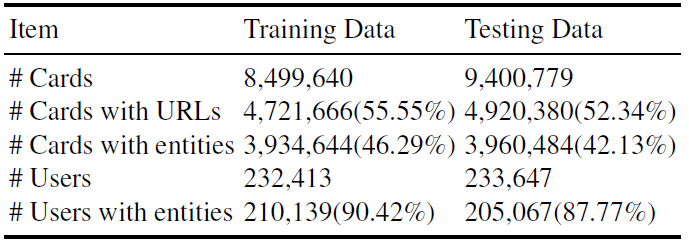 Item Training Data Testing Data
# Cards 8,499,640 9,400,779
# Cards with URLs 4,721,666(55.55%) 4,920,380(52.34%)
# Cards with entities 3,934,644(46.29%) 3,960,484(42.13%)
# Users 232,413 233,647
# Users with entities 210,139(90.42%) 205,067(87.77%)